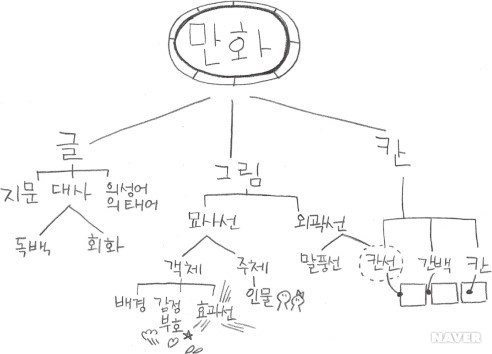 만화
글
그림
칸
지문
대사
의성어
의태어
독백
회화
묘사선
외곽선
객체
주체
말풍선
칸선
간백
칸
배경
감정
부호
효과선
인물
NAVER